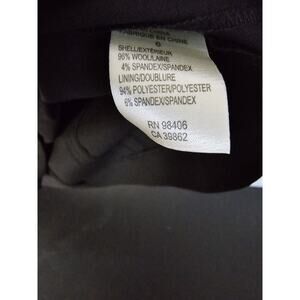 FABRIQUE EN CHINE
6
SHELL/EXTÉRIEUR
96% WOOL/LAINE
4% SPANDEX/SPANDEX
LINING/DOUBLURE
94% POLYESTER/POLYESTER
6% SPANDEX/SPANDEX
RN 98406
CA 39862